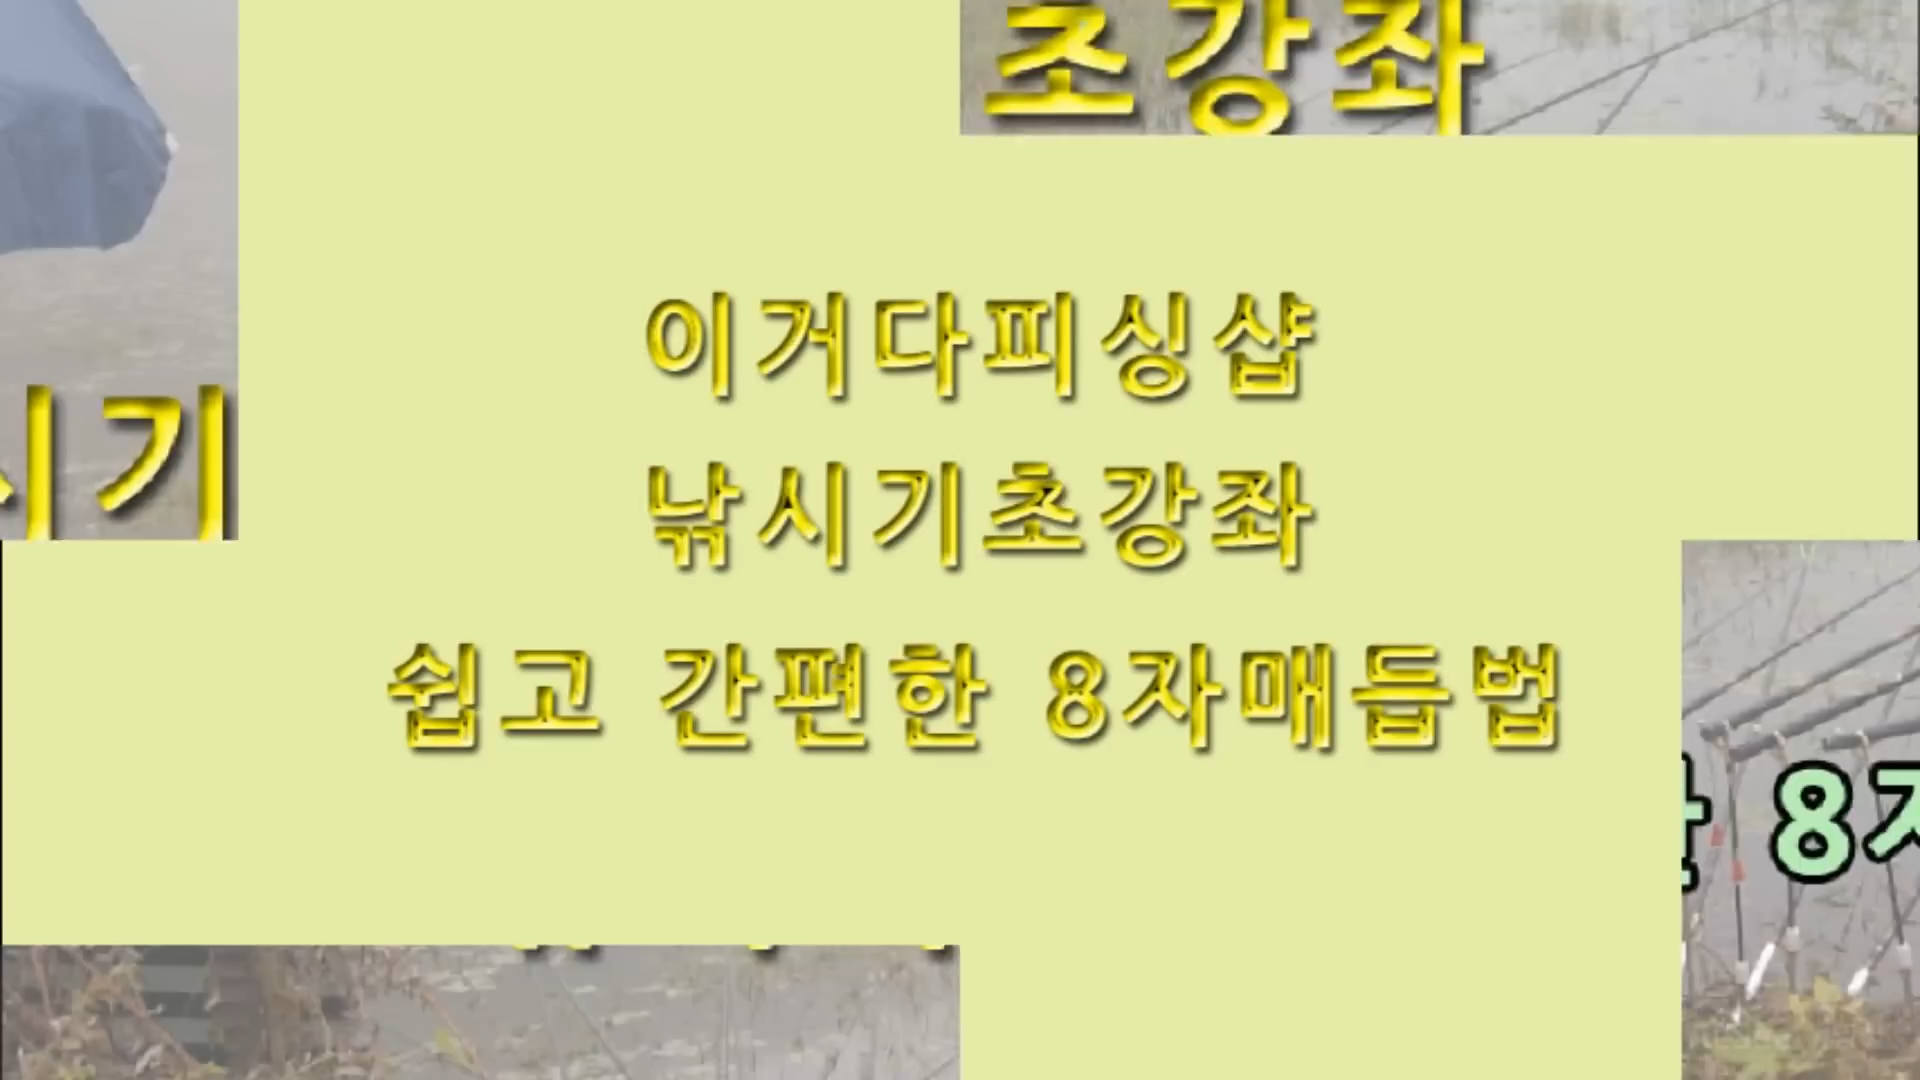 초강좌
시기
이거다피싱샵
낚시기초강좌
쉽고 간편한 8자매듭법
8자